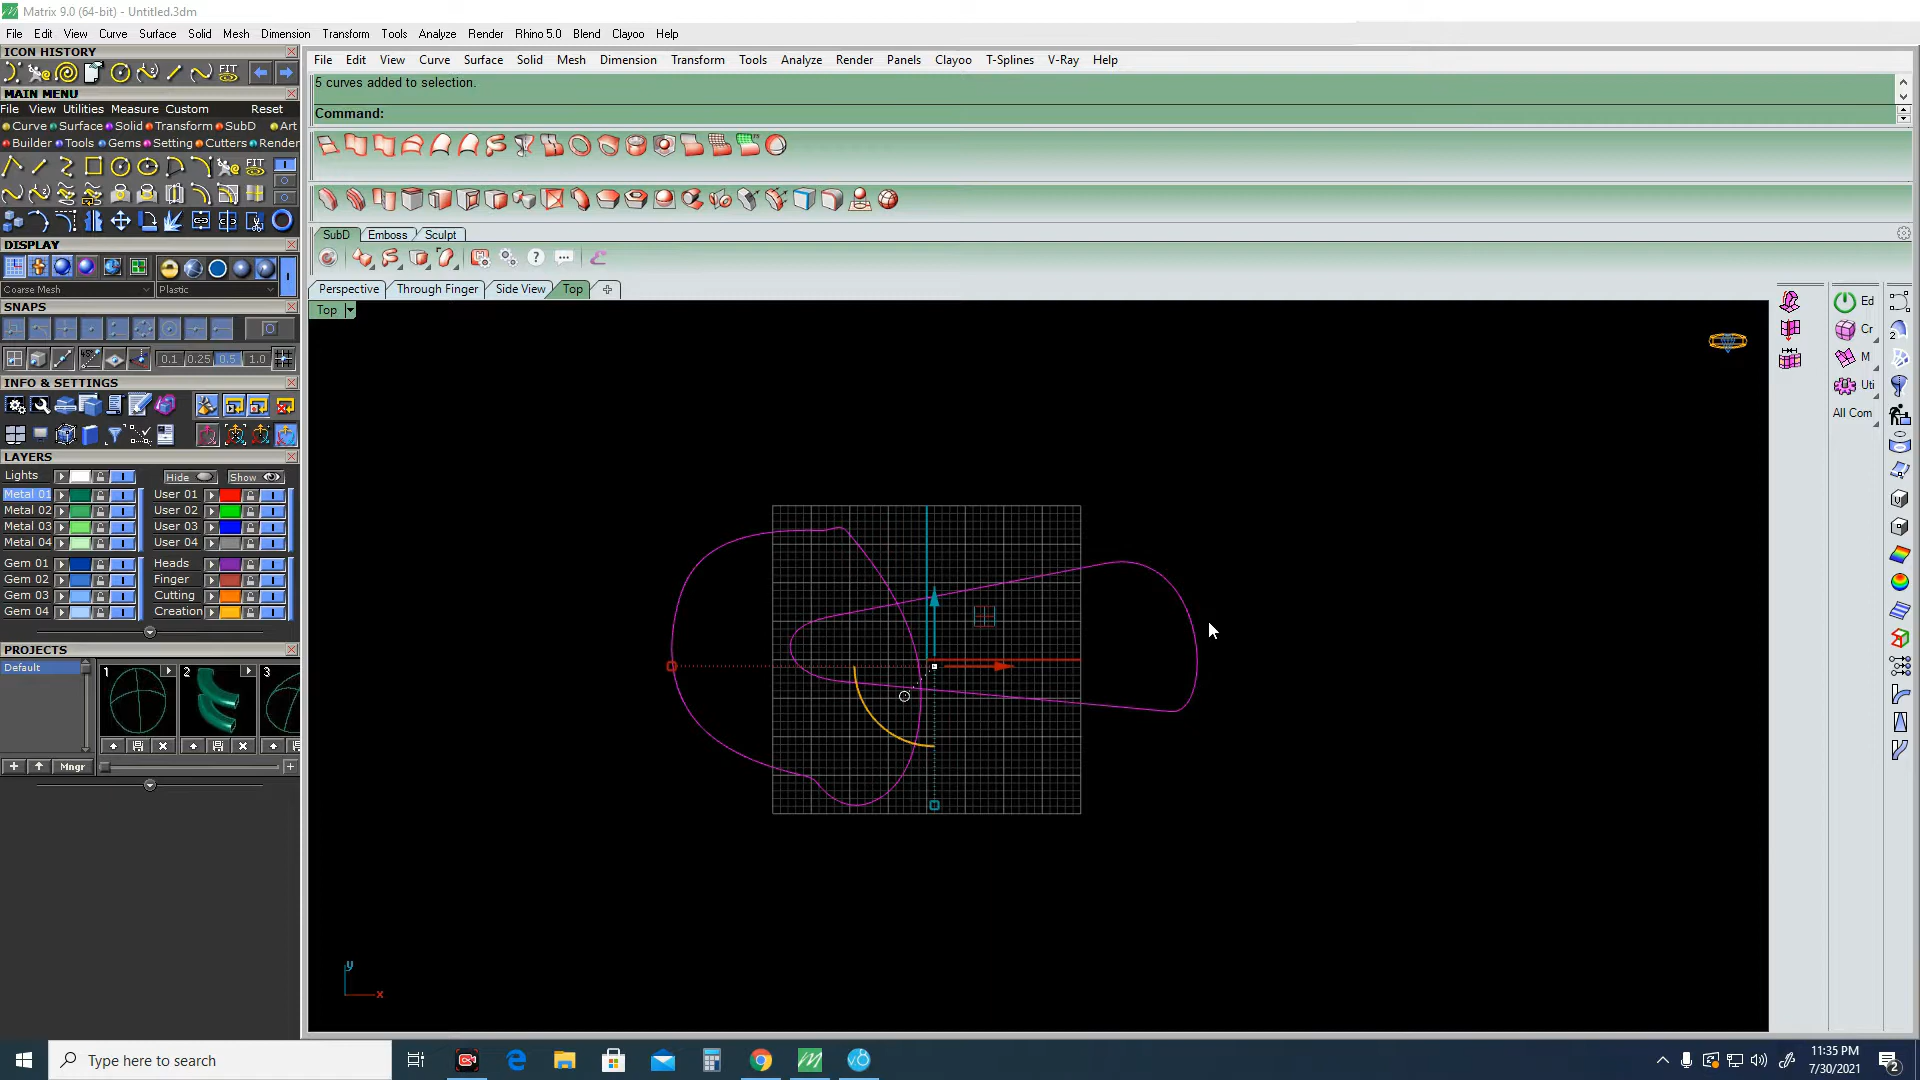 Matrix 9.0 (64-bit) - Untitled.3dm
File Edit View Curve Surface Solid Mesh Dimension Transform Tools Analyze Render Rhino 5.0 Blend Clayoo Help
ICON HISTORY
FIT
MAIN MENU
File View Utilities Measure Custom Reset
Curve Surface Solid Transform SubD Art
Builder Tools Gems Setting Cutters Render
FIT
DISPLAY
Coarse Mesh Plastic
SNAPS
0.1 0.25 0.5 1.0
INFO & SETTINGS
LAYERS
Lights Hide Show
Metal 01 User 01
Metal 02 User 02
Metal 03 User 03
Metal 04 User 04
Gem 01 Heads
Gem 02 Finger
Gem 03 Cutting
Gem 04 Creation
PROJECTS
Default 1 2 3
Mngr
File Edit View Curve Surface Solid Mesh Dimension Transform Tools Analyze Render Panels Clayoo T-Splines V-Ray Help
5 curves added to selection.
Command:
SubD Emboss Sculpt
Perspective Through Finger Side View Top
Top
y
x
Ed
Cr
M
Uti
All Com
2
Type here to search
11:35 PM
7/30/2021
2